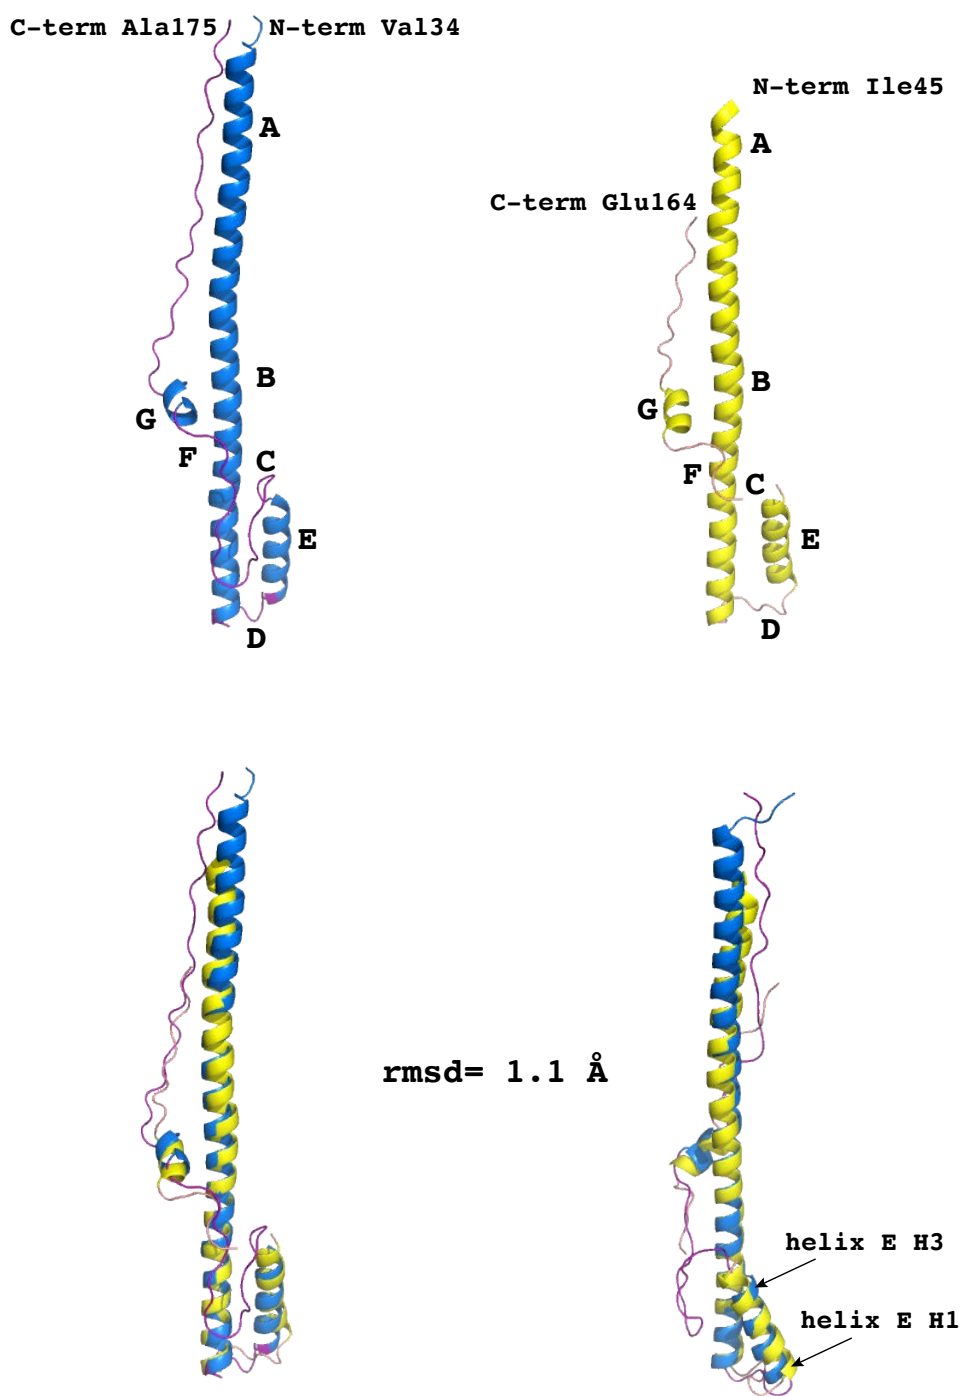 C-term Ala175 N-term Val34
A
B
G
F
C
E
D
N-term Ile45
A
C-term Glu164
B
G
F
C
E
D
rmsd= 1.1 Å
helix E H3
helix E H1